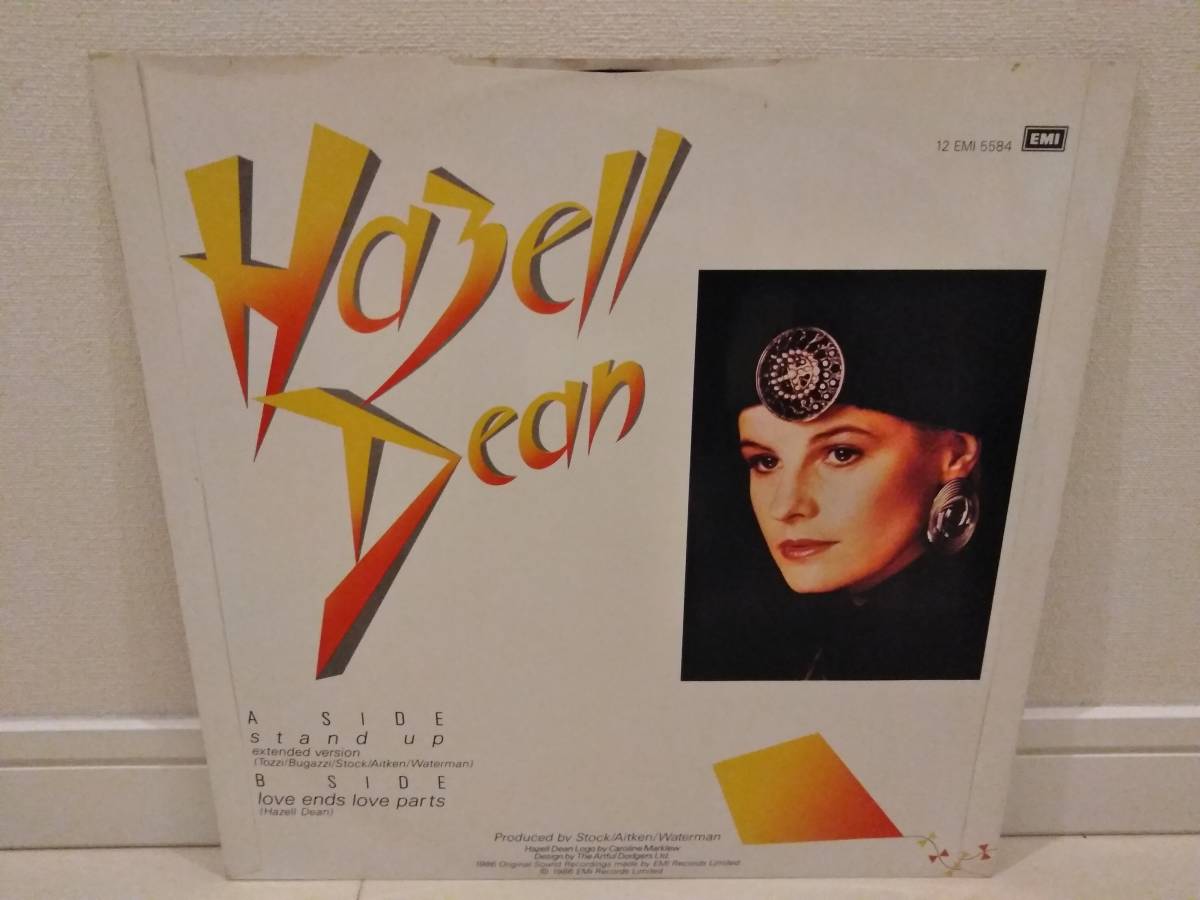 12 EMI 5584 EMI
Hazell
Dean
A SIDE
stand up
extended version
(Tozzi/Bugazzi/Stock/Aitken/Waterman)
B SIDE
love ends love parts
(Hazell Dean)
Produced by Stock/Aitken/Waterman
Hazell Dean Logo by Caroline Marklew
Design by The Artful Dodgers Ltd.
1986 Original Sound Recordings made by EMI Records Limited
© 1986 EMI Records Limited